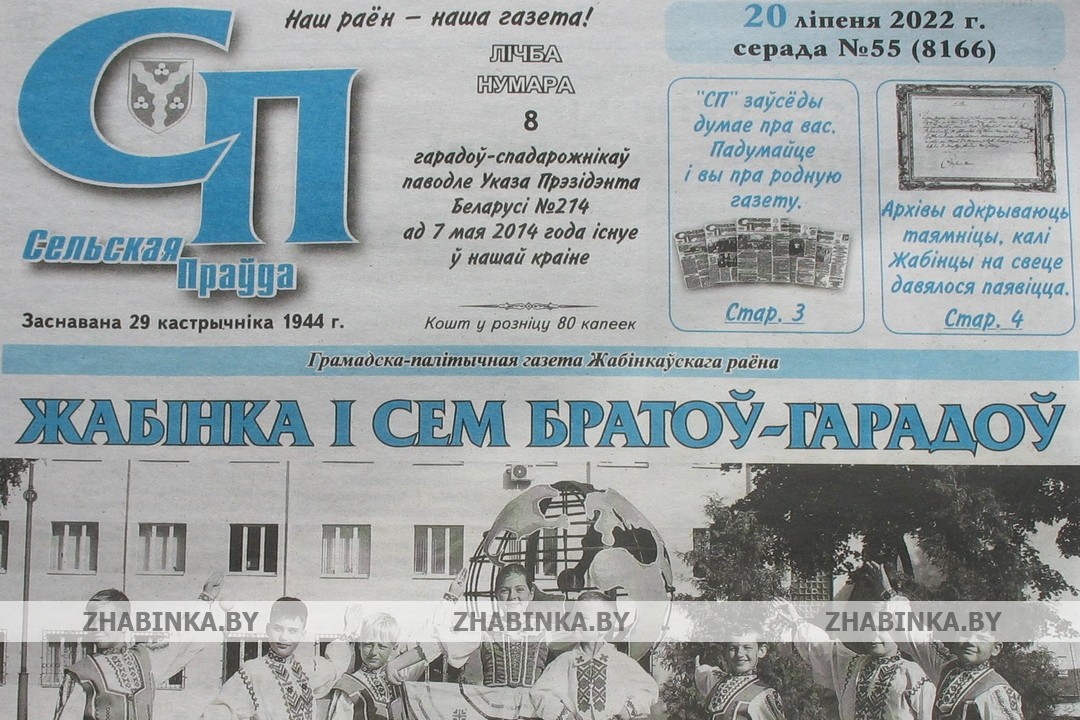 СП
Сельская
Праўда
Заснавана 29 кастрычніка 1944 г.
Наш раён – наша газета!
ЛІЧБА
НУМАРА
8
гарадоў-спадарожнікаў
паводле Указа Прэзідэнта
Беларусі №214
ад 7 мая 2014 года існуе
ў нашай краіне
Кошт у розніцу 80 капеек
20 ліпеня 2022 г.
серада №55 (8166)
"СП" заўсёды
думае пра вас.
Падумайце
і вы пра родную
газету.
Стар. 3
Архівы адкрываюць
таямніцы, калі
Жабінцы на свеце
давялося паявіцца.
Стар. 4
Грамадска-палітычная газета Жабінкаўскага раёна
ЖАБІНКА І СЕМ БРАТОЎ-ГАРАДОЎ
ZHABINKA.BY ZHABINKA.BY ZHABINKA.BY